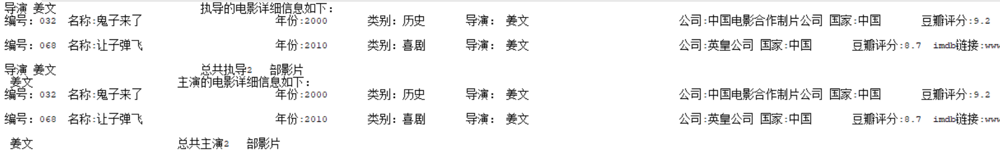 导演 姜文 执导的电影详细信息如下：
编号：032 名称:鬼子来了 年份:2000 类别：历史 导演： 姜文 公司:中国电影合作制片公司 国家:中国 豆瓣评分:9.2
编号：068 名称:让子弹飞 年份:2010 类别：喜剧 导演： 姜文 公司:英皇公司 国家:中国 豆瓣评分:8.7 imdb链接:www
导演 姜文 总共执导2 部影片
姜文 主演的电影详细信息如下：
编号：032 名称:鬼子来了 年份:2000 类别：历史 导演： 姜文 公司:中国电影合作制片公司 国家:中国 豆瓣评分:9.2
编号：068 名称:让子弹飞 年份:2010 类别：喜剧 导演： 姜文 公司:英皇公司 国家:中国 豆瓣评分:8.7 imdb链接:www
姜文 总共主演2 部影片